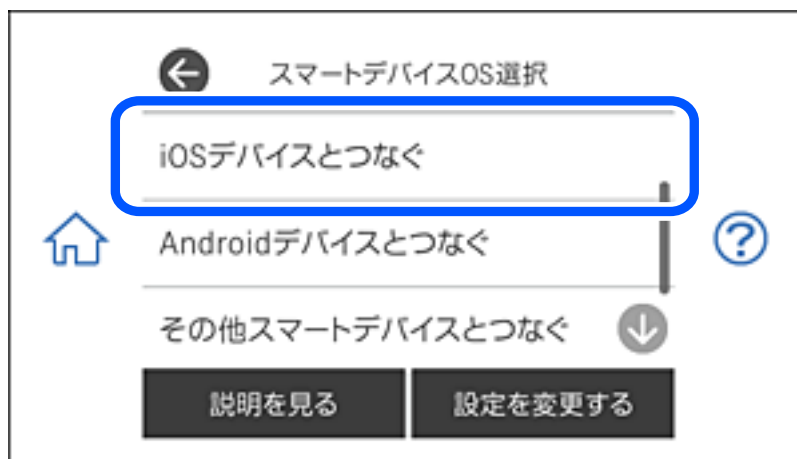 スマートデバイスOS選択
iOSデバイスとつなぐ
Androidデバイスとつなぐ
その他スマートデバイスとつなぐ
説明を見る
設定を変更する
?